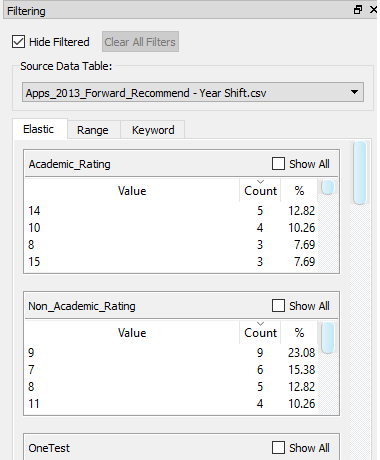 Filtering
Hide Filtered Clear All Filters
Source Data Table:
Apps_2013_Forward_Recommend - Year Shift.csv
Elastic Range Keyword
Academic_Rating Show All
Value Count %
14 5 12.82
10 4 10.26
8 3 7.69
15 3 7.69
Non_Academic_Rating Show All
Value Count %
9 9 23.08
7 6 15.38
8 5 12.82
11 4 10.26
OneTest Show All